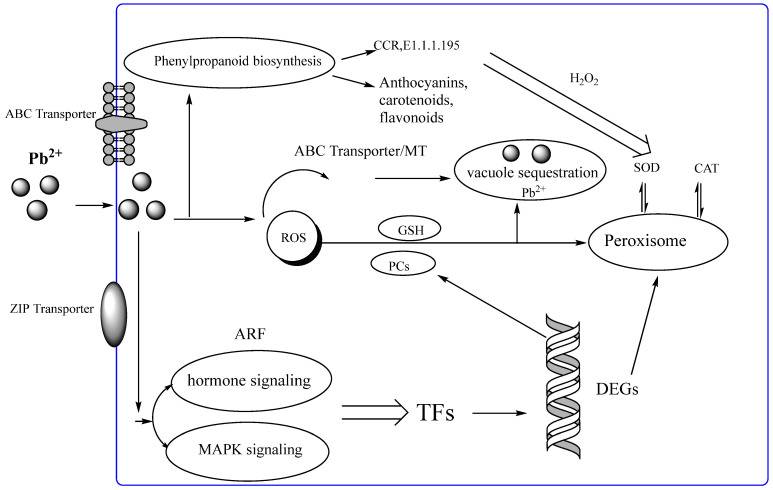 Phenylpropanoid biosynthesis
CCR,E1.1.1.195
Anthocyanins,
carotenoids,
flavonoids
H₂O₂
ABC Transporter
Pb²⁺
ABC Transporter/MT
vacuole sequestration
Pb²⁺
SOD
CAT
ROS
GSH
PCs
Peroxisome
ZIP Transporter
ARF
hormone signaling
MAPK signaling
TFs
DEGs